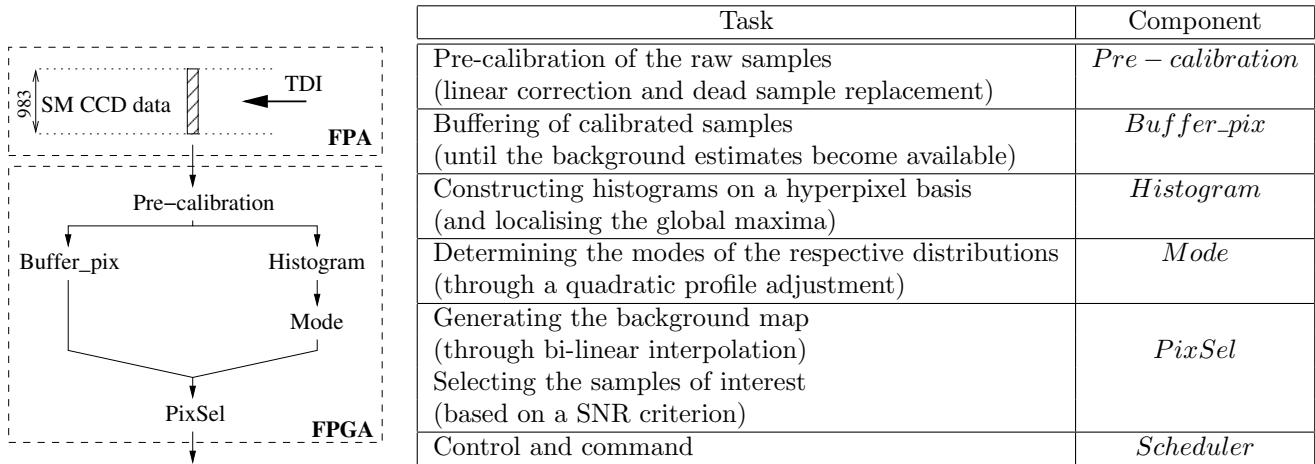 983
SM CCD data
TDI
FPA
Pre−calibration
Buffer_pix
Histogram
Mode
PixSel
FPGA
Task Component
Pre-calibration of the raw samples Pre − calibration
(linear correction and dead sample replacement)
Buffering of calibrated samples Buffer_pix
(until the background estimates become available)
Constructing histograms on a hyperpixel basis Histogram
(and localising the global maxima)
Determining the modes of the respective distributions Mode
(through a quadratic profile adjustment)
Generating the background map
(through bi-linear interpolation) PixSel
Selecting the samples of interest
(based on a SNR criterion)
Control and command Scheduler